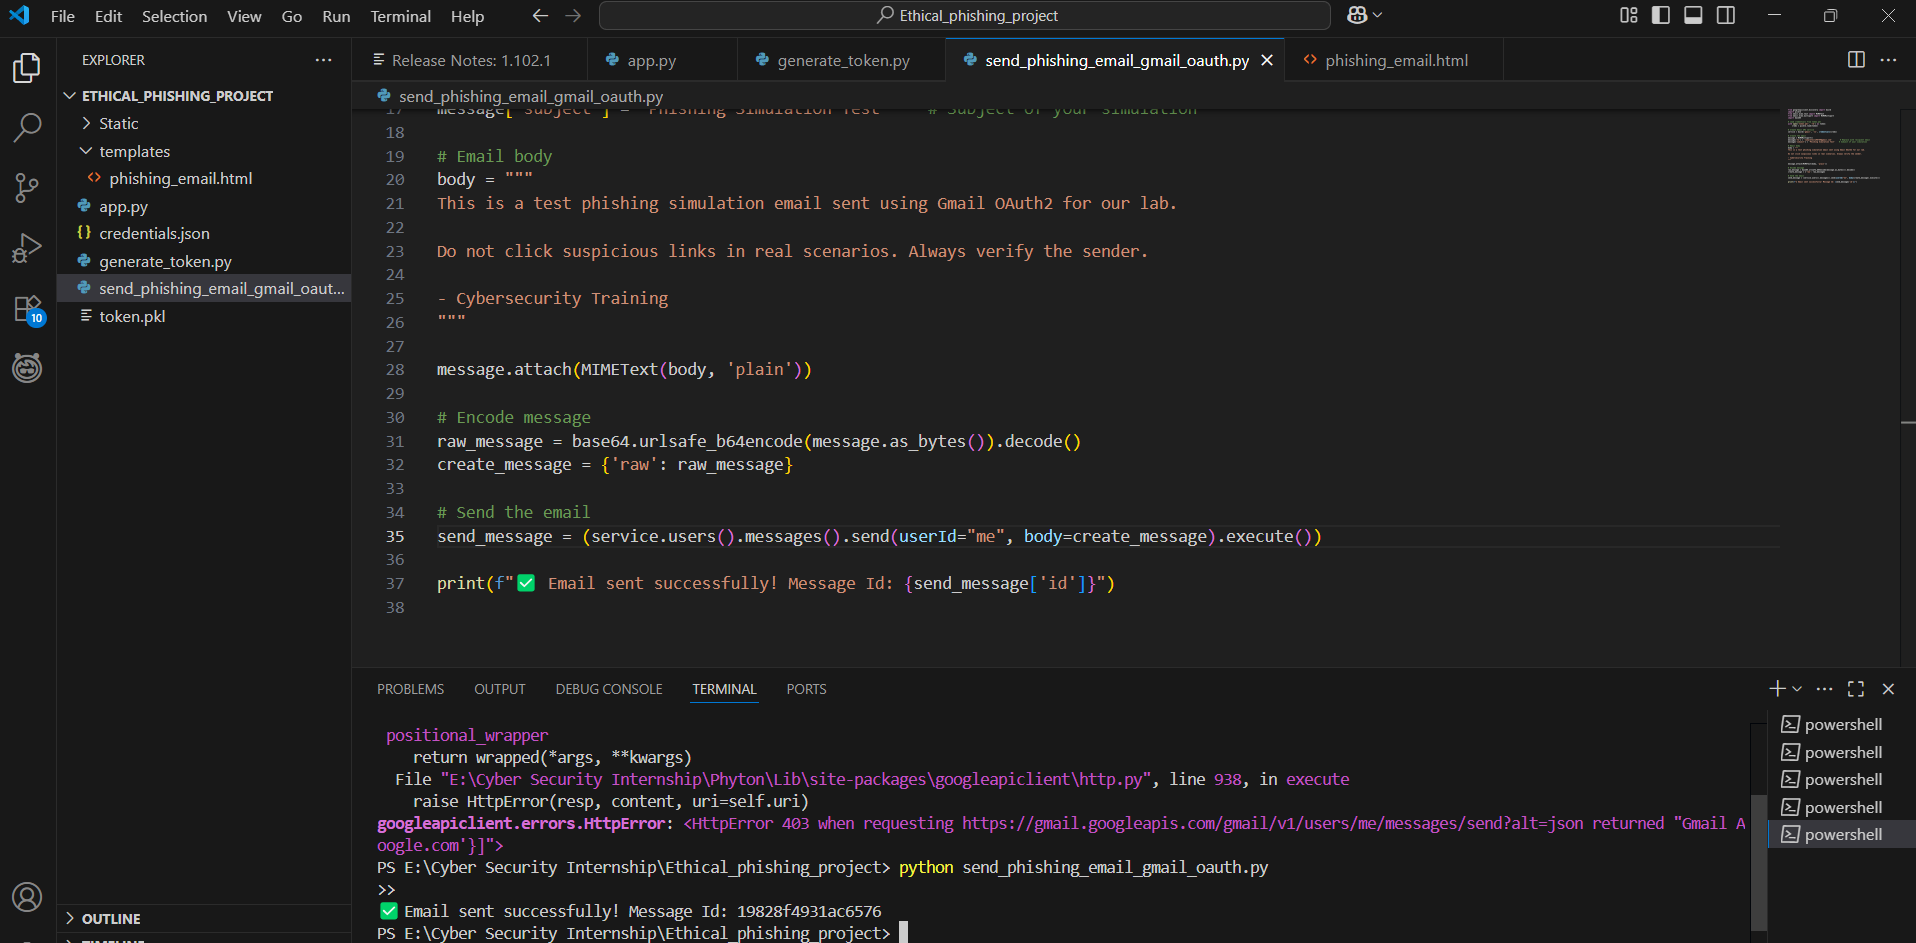 File Edit Selection View Go Run Terminal Help
Ethical_phishing_project
EXPLORER
ETHICAL_PHISHING_PROJECT
Static
templates
phishing_email.html
app.py
credentials.json
generate_token.py
send_phishing_email_gmail_oaut...
token.pkl
OUTLINE
10
Release Notes: 1.102.1
app.py
generate_token.py
send_phishing_email_gmail_oauth.py
phishing_email.html
send_phishing_email_gmail_oauth.py
17 message['subject'] = "Phishing Simulation Test" # Subject of your simulation
18
19 # Email body
20 body = """
21 This is a test phishing simulation email sent using Gmail OAuth2 for our lab.
22
23 Do not click suspicious links in real scenarios. Always verify the sender.
24
25 - Cybersecurity Training
26 """
27
28 message.attach(MIMEText(body, 'plain'))
29
30 # Encode message
31 raw_message = base64.urlsafe_b64encode(message.as_bytes()).decode()
32 create_message = {'raw': raw_message}
33
34 # Send the email
35 send_message = (service.users().messages().send(userId="me", body=create_message).execute())
36
37 print(f"✅ Email sent successfully! Message Id: {send_message['id']}")
38
PROBLEMS OUTPUT DEBUG CONSOLE TERMINAL PORTS
positional_wrapper
return wrapped(*args, **kwargs)
File "E:\Cyber Security Internship\Phyton\Lib\site-packages\googleapiclient\http.py", line 938, in execute
raise HttpError(resp, content, uri=self.uri)
googleapiclient.errors.HttpError: <HttpError 403 when requesting https://gmail.googleapis.com/gmail/v1/users/me/messages/send?alt=json returned "Gmail A
oogle.com'}]">
PS E:\Cyber Security Internship\Ethical_phishing_project> python send_phishing_email_gmail_oauth.py
>>
✅ Email sent successfully! Message Id: 19828f4931ac6576
PS E:\Cyber Security Internship\Ethical_phishing_project>
powershell
powershell
powershell
powershell
powershell